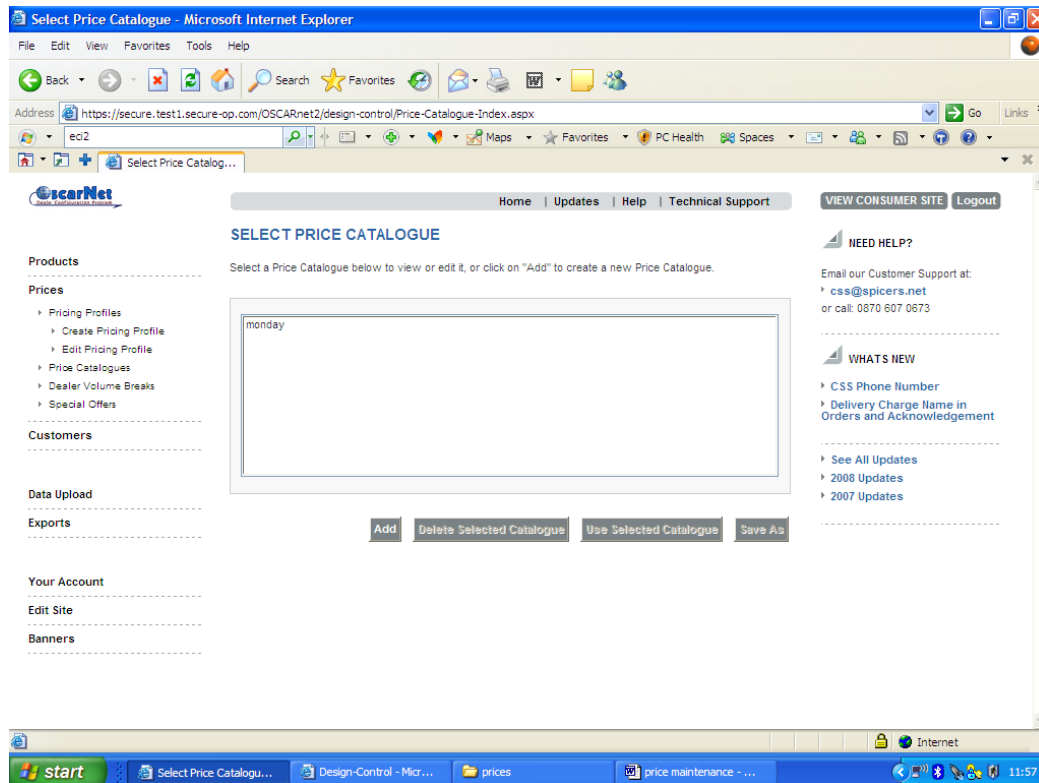 Select Price Catalogue - Microsoft Internet Explorer
File Edit View Favorites Tools Help
Back Search Favorites
Address https://secure.test1.secure-op.com/OSCARnet2/design-control/Price-Catalogue-Index.aspx Go Links
eci2 Maps Favorites PC Health Spaces
Select Price Catalog...
OscarNet
Home | Updates | Help | Technical Support
VIEW CONSUMER SITE Logout
SELECT PRICE CATALOGUE
Select a Price Catalogue below to view or edit it, or click on "Add" to create a new Price Catalogue.
monday
Add Delete Selected Catalogue Use Selected Catalogue Save As
Products
Prices
Pricing Profiles
Create Pricing Profile
Edit Pricing Profile
Price Catalogues
Dealer Volume Breaks
Special Offers
Customers
Data Upload
Exports
Your Account
Edit Site
Banners
NEED HELP?
Email our Customer Support at:
css@spicers.net
or call: 0870 607 0673
WHATS NEW
CSS Phone Number
Delivery Charge Name in
Orders and Acknowledgement
See All Updates
2008 Updates
2007 Updates
Internet
start Select Price Catalogu... Design-Control - Micr... prices price maintenance - ... 11:57